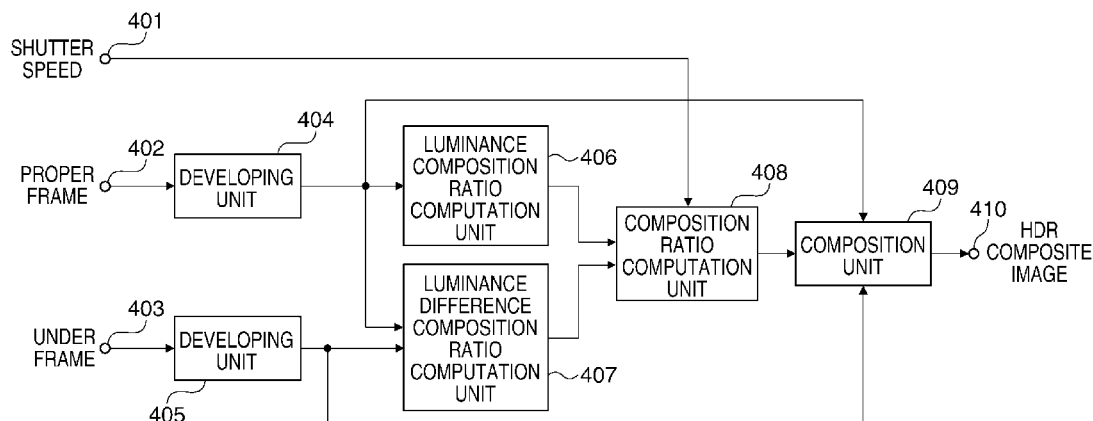 401
SHUTTER
SPEED
402
PROPER
FRAME
404
DEVELOPING
UNIT
LUMINANCE
COMPOSITION
RATIO
COMPUTATION
UNIT
406
408
COMPOSITION
RATIO
COMPUTATION
UNIT
409
COMPOSITION
UNIT
410
HDR
COMPOSITE
IMAGE
403
UNDER
FRAME
DEVELOPING
UNIT
405
LUMINANCE
DIFFERENCE
COMPOSITION
RATIO
COMPUTATION
UNIT
407